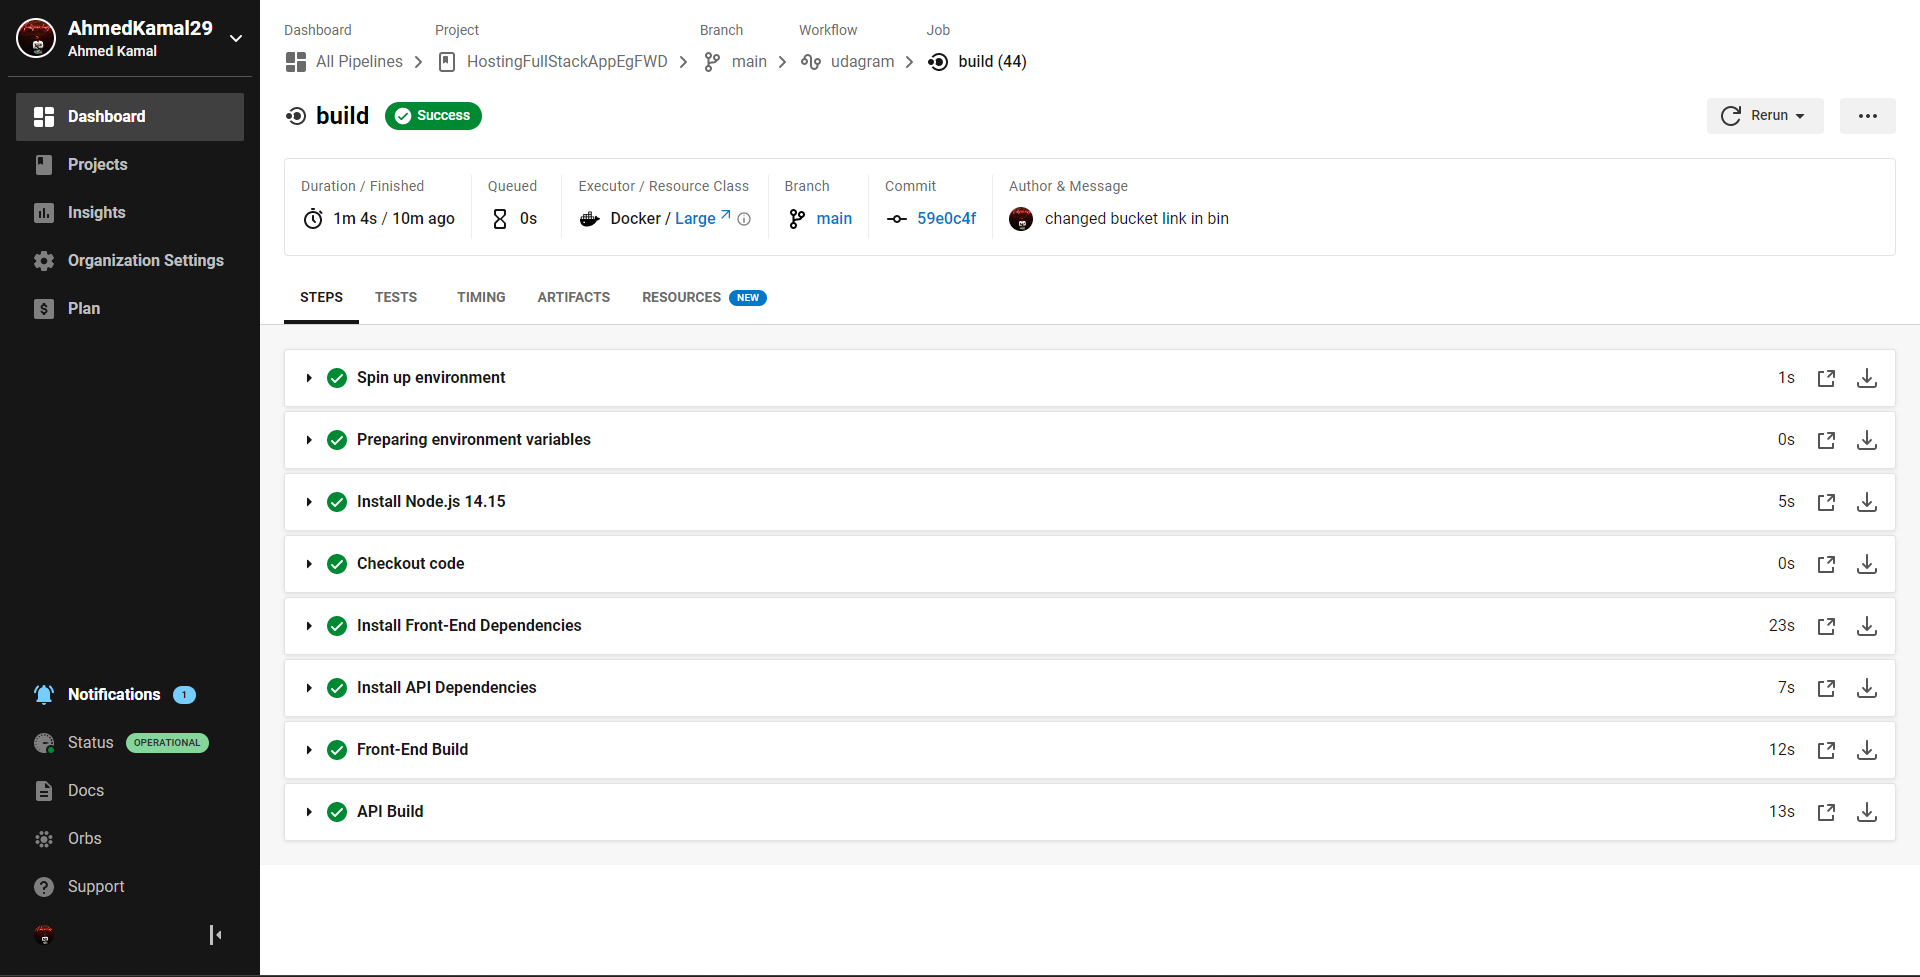 AhmedKamal29
Ahmed Kamal
Dashboard
Projects
Insights
Organization Settings
Plan
Notifications 1
Status OPERATIONAL
Docs
Orbs
Support
Dashboard Project Branch Workflow Job
All Pipelines HostingFullStackAppEgFWD main udagram build (44)
build Success Rerun
Duration / Finished Queued Executor / Resource Class Branch Commit Author & Message
1m 4s / 10m ago 0s Docker / Large main 59e0c4f changed bucket link in bin
STEPS TESTS TIMING ARTIFACTS RESOURCES NEW
Spin up environment 1s
Preparing environment variables 0s
Install Node.js 14.15 5s
Checkout code 0s
Install Front-End Dependencies 23s
Install API Dependencies 7s
Front-End Build 12s
API Build 13s